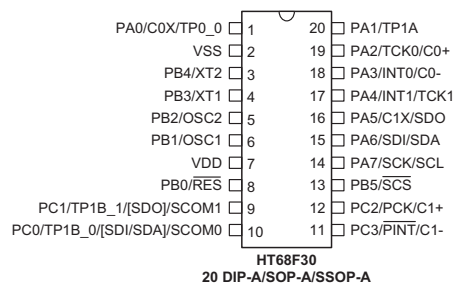 PA0/C0X/TP0_0 1 20 PA1/TP1A
VSS 2 19 PA2/TCK0/C0+
PB4/XT2 3 18 PA3/INT0/C0-
PB3/XT1 4 17 PA4/INT1/TCK1
PB2/OSC2 5 16 PA5/C1X/SDO
PB1/OSC1 6 15 PA6/SDI/SDA
VDD 7 14 PA7/SCK/SCL
PB0/RES 8 13 PB5/SCS
PC1/TP1B_1/[SDO]/SCOM1 9 12 PC2/PCK/C1+
PC0/TP1B_0/[SDI/SDA]/SCOM0 10 11 PC3/PINT/C1-
HT68F30
20 DIP-A/SOP-A/SSOP-A